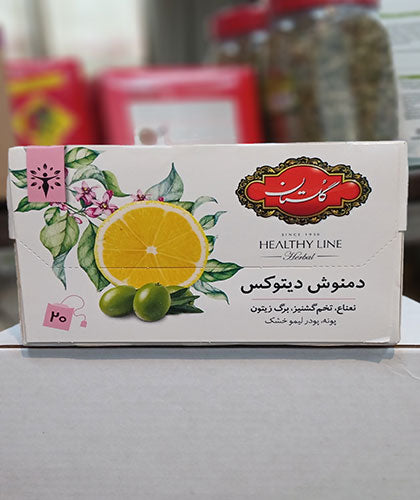 گلستان
SINCE 1936
HEALTHY LINE
Herbal
دمنوش دیتوکس
نعناع، تخم‌گشنیز، برگ زیتون
پونه، پودر لیمو خشک
۲۰